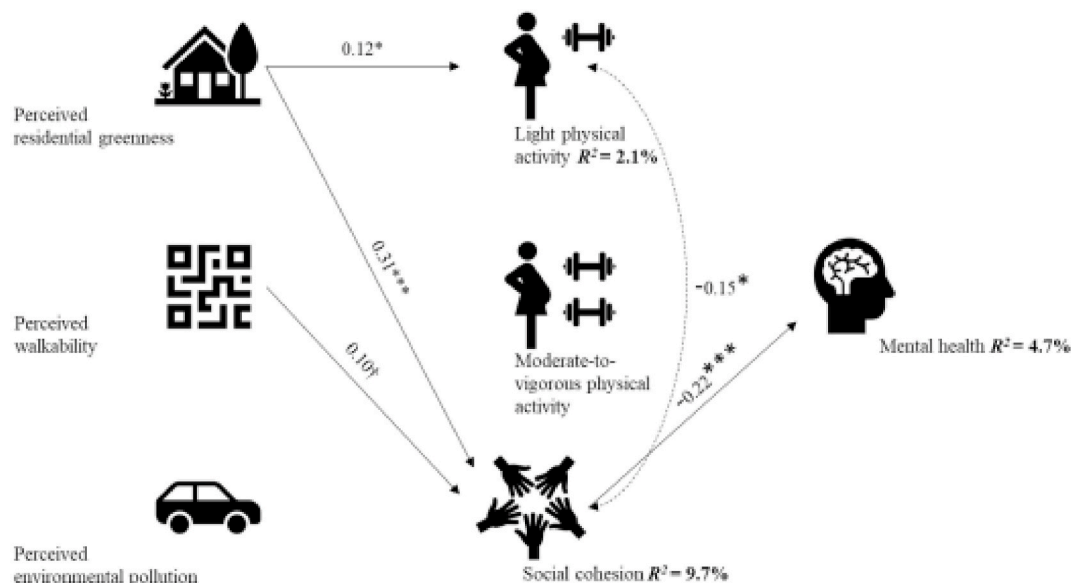 0.12*
Perceived
residential greenness
Light physical
activity R² = 2.1%
0.31***
-0.15*
Perceived
walkability
0.10†
Moderate-to-
vigorous physical
activity
-0.22***
Mental health R² = 4.7%
Perceived
environmental pollution
Social cohesion R² = 9.7%